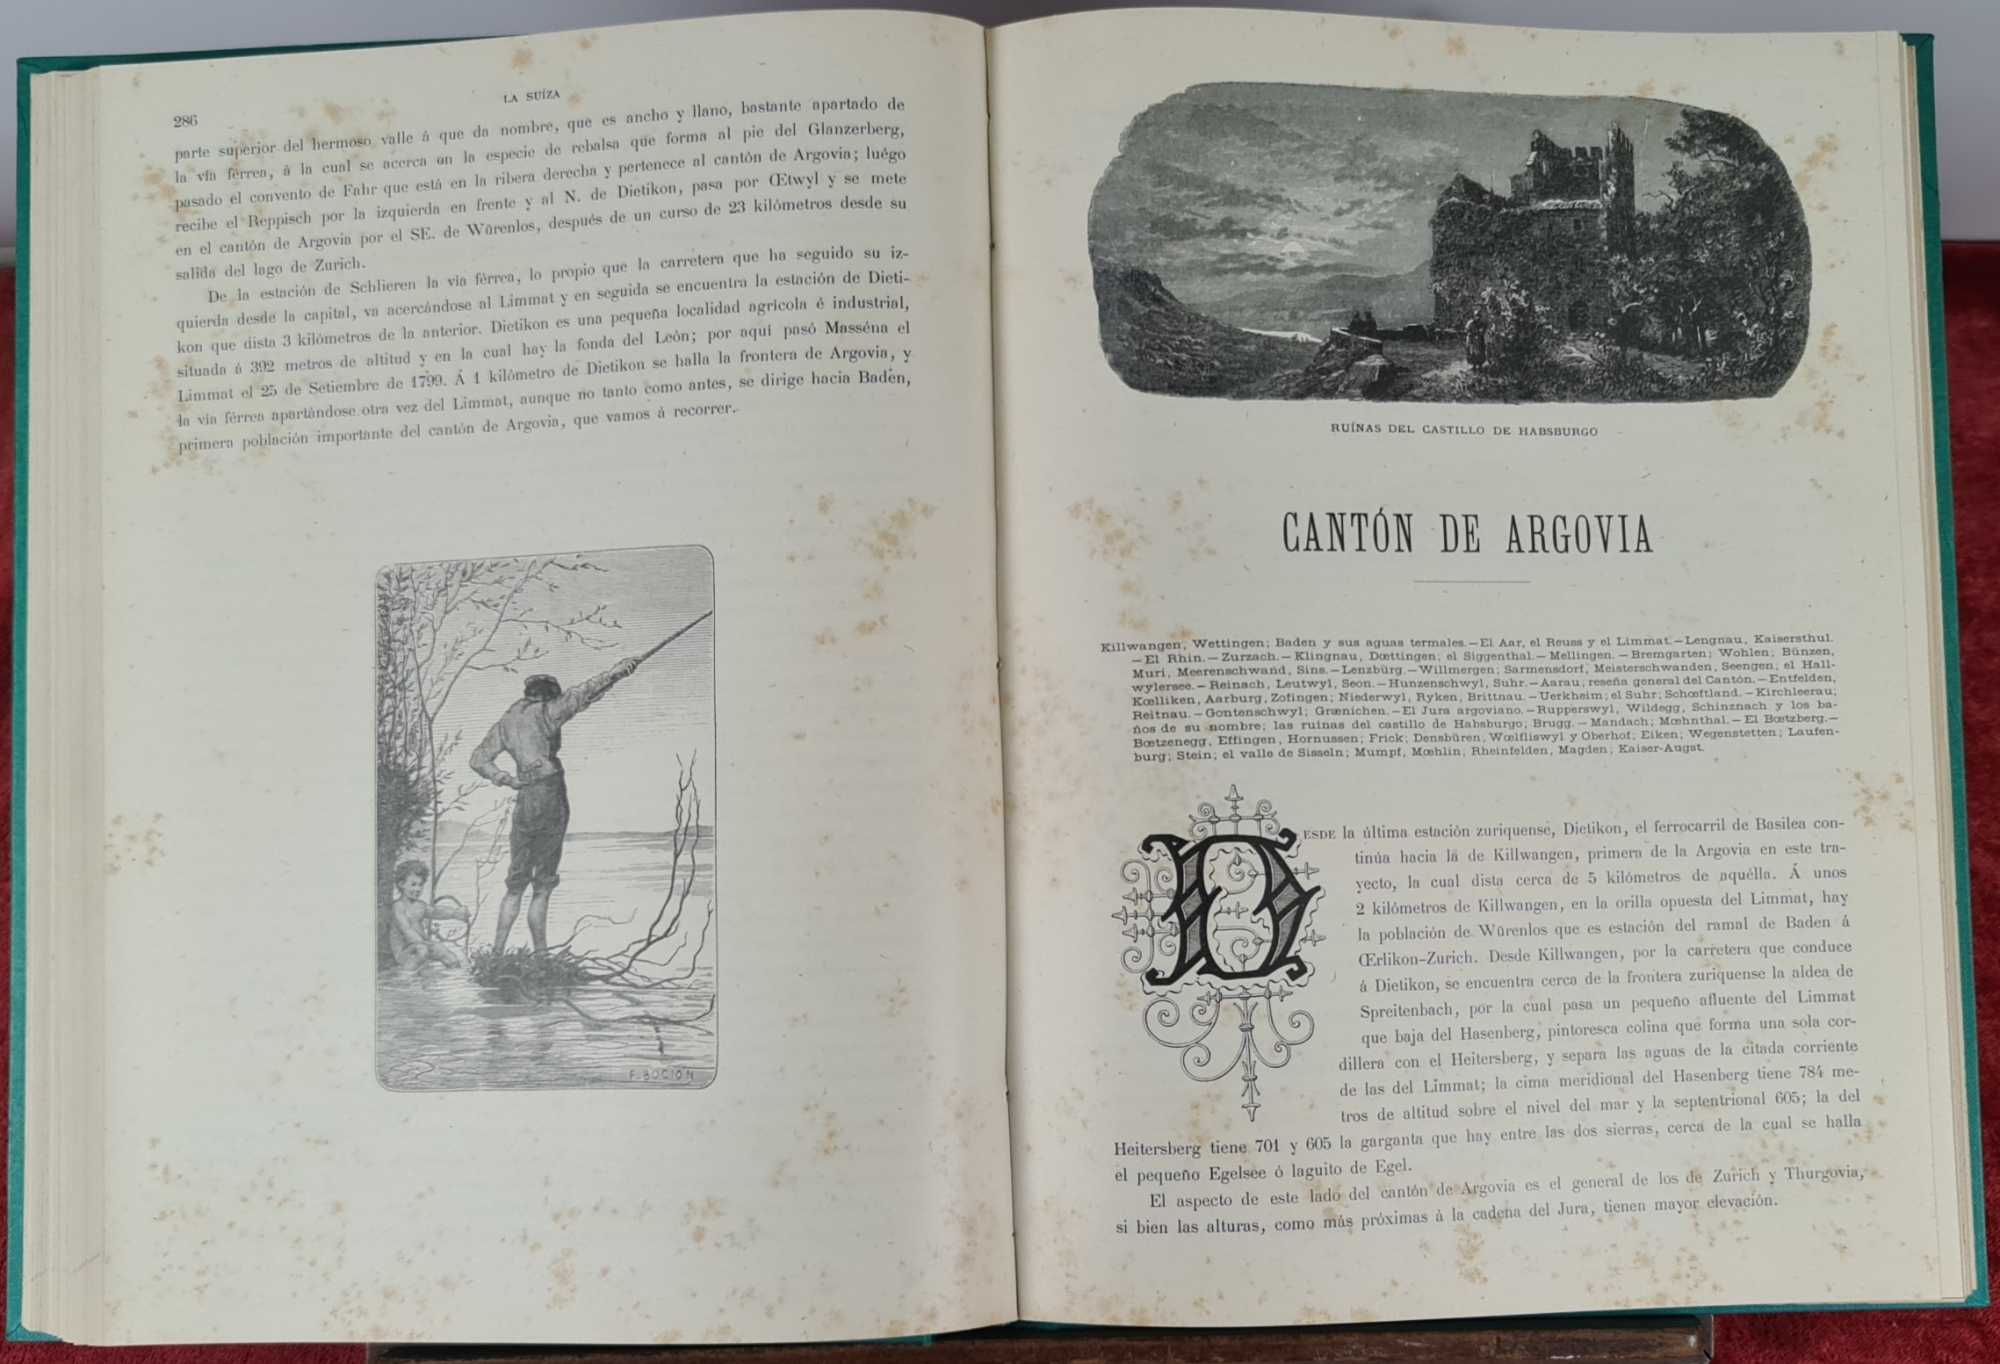 286
LA SUÍZA
parte superior del hermoso valle á que da nombre, que es ancho y llano, bastante apartado de
la vía férrea, á la cual se acerca en la especie de rebalsa que forma al pie del Glanzerberg,
pasado el convento de Fahr que está en la ribera derecha y pertenece al cantón de Argovia; luégo
recibe el Reppisch por la izquierda en frente y al N. de Dietikon, pasa por Œtwyl y se mete
en el cantón de Argovia por el SE. de Würenlos, después de un curso de 23 kilómetros desde su
salida del lago de Zurich.
De la estación de Schlieren la vía férrea, lo propio que la carretera que ha seguido su iz-
quierda desde la capital, va acercándose al Limmat y en seguida se encuentra la estación de Dieti-
kon que dista 3 kilómetros de la anterior. Dietikon es una pequeña localidad agrícola é industrial,
situada á 392 metros de altitud y en la cual hay la fonda del León; por aquí pasó Masséna el
Limmat el 25 de Setiembre de 1799. Á 1 kilómetro de Dietikon se halla la frontera de Argovia, y
la vía férrea apartándose otra vez del Limmat, aunque no tanto como antes, se dirige hacia Baden,
primera población importante del cantón de Argovia, que vamos á recorrer.
F. BOCION
RUÍNAS DEL CASTILLO DE HABSBURGO
CANTÓN DE ARGOVIA
Killwangen, Wettingen; Baden y sus aguas termales.—El Aar, el Reuss y el Limmat.—Lengnau, Kaisersthul.
—El Rhin.—Zurzach.—Klingnau, Dœttingen; el Siggenthal.—Mellingen.—Bremgarten; Wohlen; Bünzen,
Muri, Meerenschwand, Sins.—Lenzbürg.—Willmergen; Sarmensdorf, Meisterschwanden, Seengen; el Hall-
wylersee.—Reinach, Leutwyl, Seon.—Hunzenschwyl, Suhr.—Aarau; reseña general del Cantón.—Entfelden,
Kœlliken, Aarburg, Zofingen; Niederwyl, Ryken, Brittnau.—Uerkheim; el Suhr; Schœftland.—Kirchleerau;
Reitnau.—Gontenschwyl; Grænichen.—El Jura argoviano.—Rupperswyl, Wildegg, Schinznach y los ba-
ños de su nombre; las ruinas del castillo de Habsburgo; Brugg.—Mandach; Mœhnthal.—El Bœtzberg.—
Bœtzenegg, Effingen, Hornussen; Frick; Densbüren, Wœlfliswyl y Oberhof; Eiken; Wegenstetten; Laufen-
burg; Stein; el valle de Sisseln; Mumpf, Mœhlin; Rheinfelden, Magden; Kaiser-Augst.
DESDE la última estación zuriquense, Dietikon, el ferrocarril de Basilea con-
tinúa hacia la de Killwangen, primera de la Argovia en este tra-
yecto, la cual dista cerca de 5 kilómetros de aquélla. Á unos
2 kilómetros de Killwangen, en la orilla opuesta del Limmat, hay
la población de Würenlos que es estación del ramal de Baden á
Œrlikon-Zurich. Desde Killwangen, por la carretera que conduce
á Dietikon, se encuentra cerca de la frontera zuriquense la aldea de
Spreitenbach, por la cual pasa un pequeño afluente del Limmat
que baja del Hasenberg, pintoresca colina que forma una sola cor-
dillera con el Heitersberg, y separa las aguas de la citada corriente
de las del Limmat; la cima meridional del Hasenberg tiene 784 me-
tros de altitud sobre el nivel del mar y la septentrional 605; la del
Heitersberg tiene 701 y 605 la garganta que hay entre las dos sierras, cerca de la cual se halla
el pequeño Egelsee ó laguito de Egel.
El aspecto de este lado del cantón de Argovia es el general de los de Zurich y Thurgovia,
si bien las alturas, como más próximas á la cadena del Jura, tienen mayor elevación.